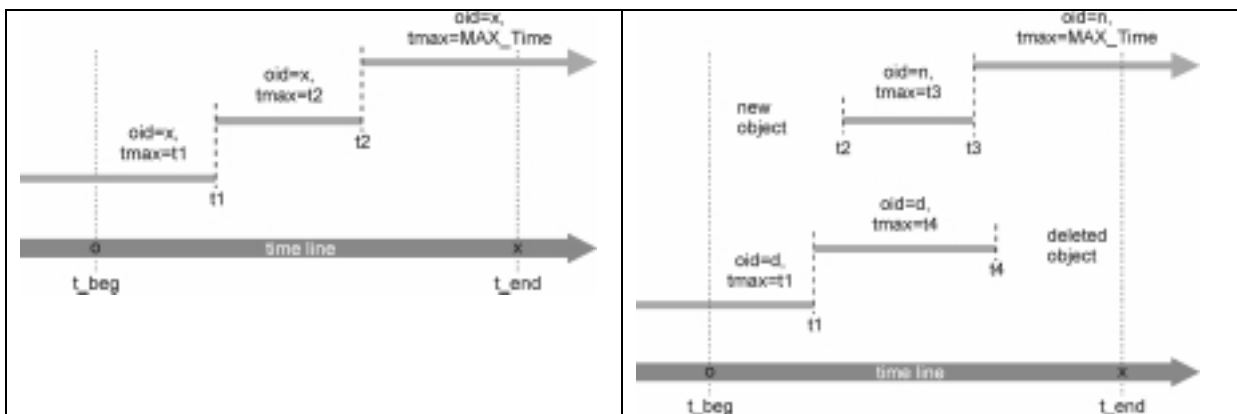 oid=x,
tmax=MAX_Time
oid=x,
tmax=t2
oid=x,
tmax=t1
t2
t1
o
time line
x
t_beg
t_end
oid=n,
tmax=MAX_Time
oid=n,
tmax=t3
new
object
t2
t3
oid=d,
tmax=t4
deleted
object
oid=d,
tmax=t1
t4
t1
o
time line
x
t_beg
t_end